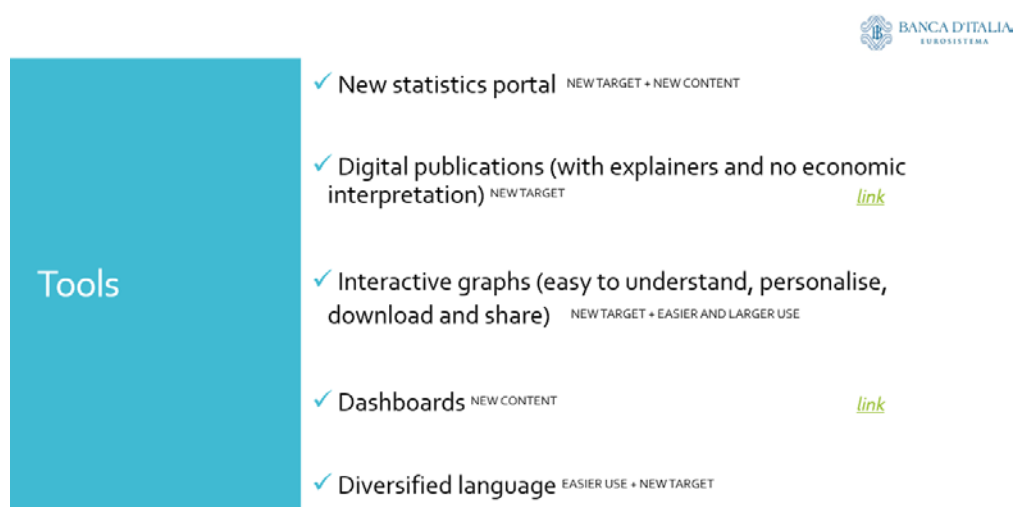 BANCA D'ITALIA
EUROSISTEMA
✓ New statistics portal NEW TARGET + NEW CONTENT
✓ Digital publications (with explainers and no economic
interpretation) NEW TARGET link
Tools
✓ Interactive graphs (easy to understand, personalise,
download and share) NEW TARGET + EASIER AND LARGER USE
✓ Dashboards NEW CONTENT link
✓ Diversified language EASIER USE + NEW TARGET